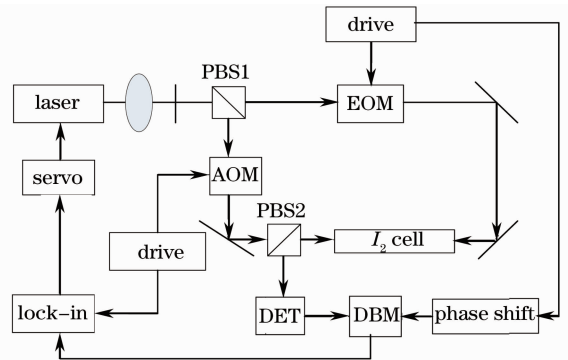 drive
PBS1
laser
EOM
servo
AOM
PBS2
drive
I₂ cell
lock-in
DET
DBM
phase shift